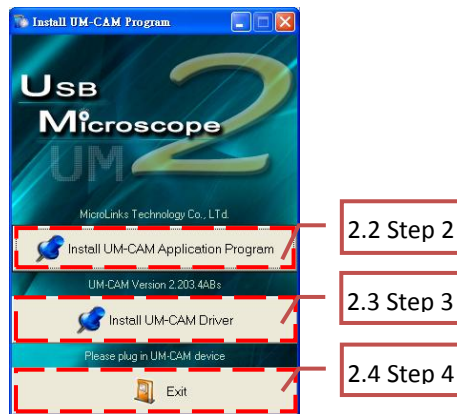 Install UM-CAM Program
USB
Microscope
UM 2
MicroLinks Technology Co., LTd.
Install UM-CAM Application Program
2.2 Step 2
UM-CAM Version 2.203.4ABs
Install UM-CAM Driver
2.3 Step 3
Please plug in UM-CAM device
Exit
2.4 Step 4